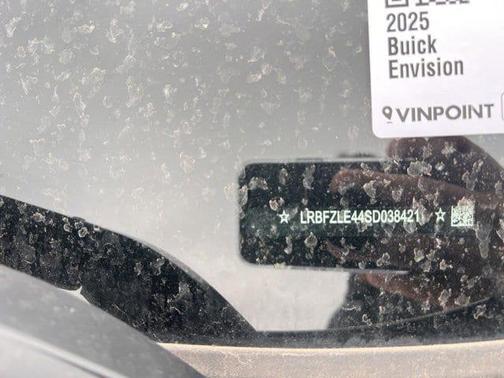 2025
Buick
Envision
VINPOINT
LRBFZLE44SD038421